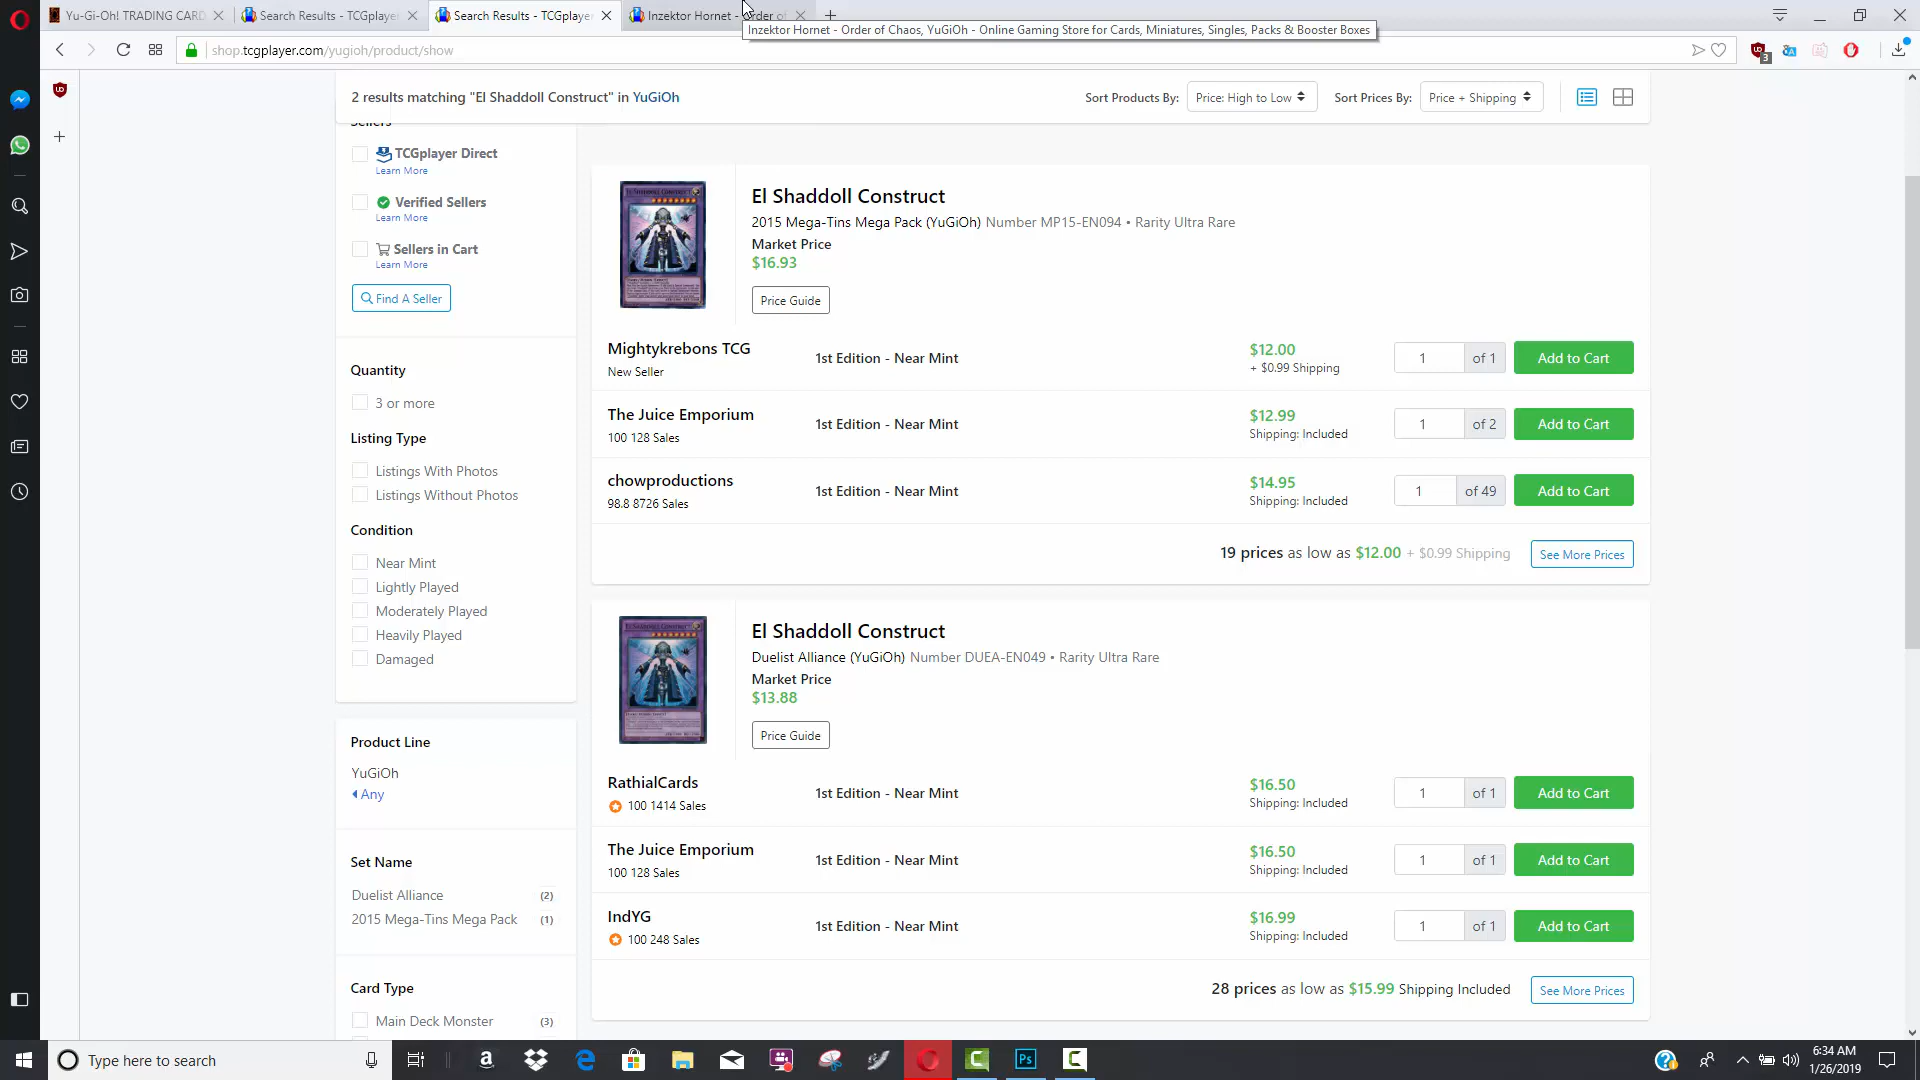 Yu-Gi-Oh! TRADING CARD
Search Results - TCGplayer
Search Results - TCGplayer
Inzektor Hornet - Order of
Inzektor Hornet - Order of Chaos, YuGiOh - Online Gaming Store for Cards, Miniatures, Singles, Packs & Booster Boxes
shop.tcgplayer.com/yugioh/product/show
3
2 results matching "El Shaddoll Construct" in YuGiOh
Sort Products By: Price: High to Low
Sort Prices By: Price + Shipping
Sellers
TCGplayer Direct
Learn More
Verified Sellers
Learn More
Sellers in Cart
Learn More
Find A Seller
Quantity
3 or more
Listing Type
Listings With Photos
Listings Without Photos
Condition
Near Mint
Lightly Played
Moderately Played
Heavily Played
Damaged
Product Line
YuGiOh
Any
Set Name
Duelist Alliance (2)
2015 Mega-Tins Mega Pack (1)
Card Type
Main Deck Monster (3)
El Shaddoll Construct
2015 Mega-Tins Mega Pack (YuGiOh) Number MP15-EN094 • Rarity Ultra Rare
Market Price
$16.93
Price Guide
Mightykrebons TCG
New Seller
1st Edition - Near Mint
$12.00
+ $0.99 Shipping
1 of 1
Add to Cart
The Juice Emporium
100 128 Sales
1st Edition - Near Mint
$12.99
Shipping: Included
1 of 2
Add to Cart
chowproductions
98.8 8726 Sales
1st Edition - Near Mint
$14.95
Shipping: Included
1 of 49
Add to Cart
19 prices as low as $12.00 + $0.99 Shipping
See More Prices
El Shaddoll Construct
Duelist Alliance (YuGiOh) Number DUEA-EN049 • Rarity Ultra Rare
Market Price
$13.88
Price Guide
RathialCards
100 1414 Sales
1st Edition - Near Mint
$16.50
Shipping: Included
1 of 1
Add to Cart
The Juice Emporium
100 128 Sales
1st Edition - Near Mint
$16.50
Shipping: Included
1 of 1
Add to Cart
IndYG
100 248 Sales
1st Edition - Near Mint
$16.99
Shipping: Included
1 of 1
Add to Cart
28 prices as low as $15.99 Shipping Included
See More Prices
Type here to search
Ps
6:34 AM
1/26/2019